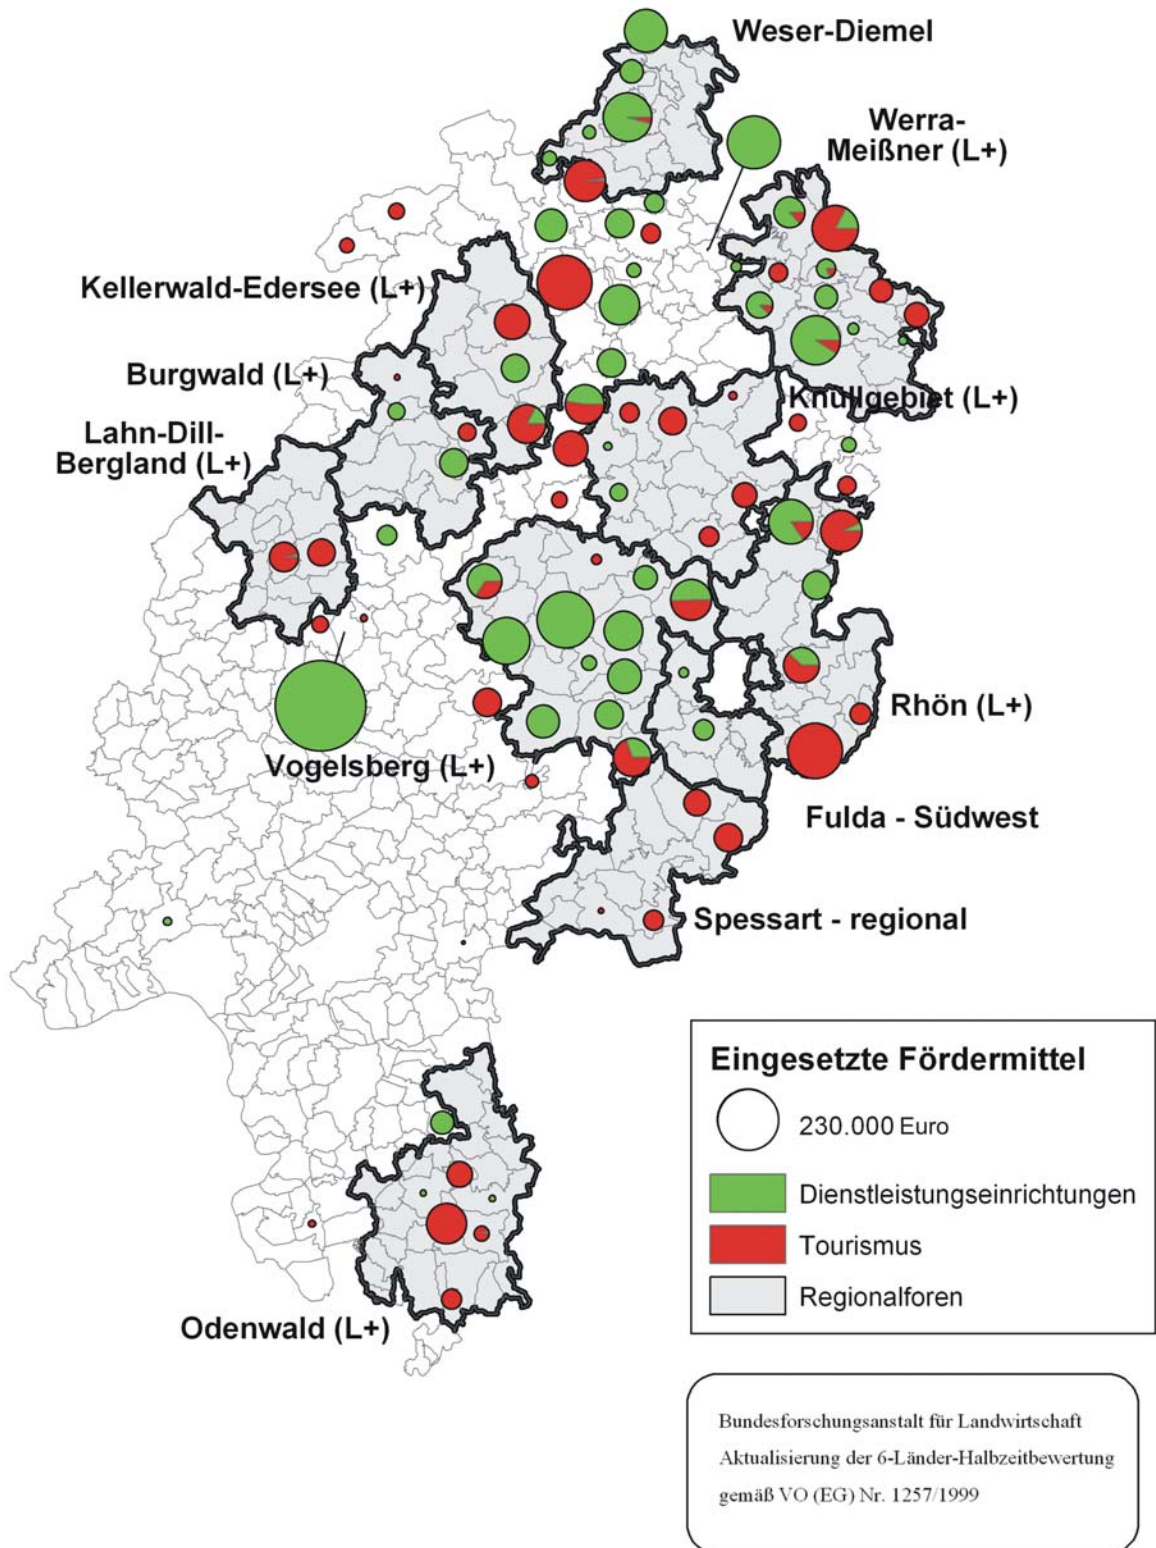 Weser-Diemel
Werra-
Meißner (L+)
Kellerwald-Edersee (L+)
Burgwald (L+)
Knüllgebiet (L+)
Lahn-Dill-
Bergland (L+)
Rhön (L+)
Vogelsberg (L+)
Fulda - Südwest
Spessart - regional
Odenwald (L+)
Eingesetzte Fördermittel
230.000 Euro
Dienstleistungseinrichtungen
Tourismus
Regionalforen
Bundesforschungsanstalt für Landwirtschaft
Aktualisierung der 6-Länder-Halbzeitbewertung
gemäß VO (EG) Nr. 1257/1999